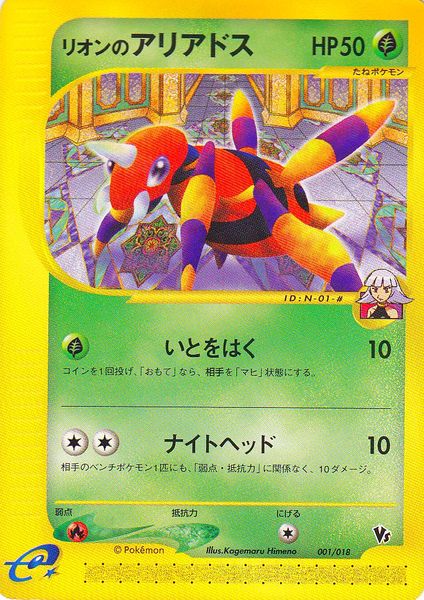 リオンのアリアドス HP50
たねポケモン
ID:N-01-#
いとをはく 10
コインを1回投げ、「おもて」なら、相手を「マヒ」状態にする。
ナイトヘッド 10
相手のベンチポケモン1匹にも、「弱点・抵抗力」に関係なく、10ダメージ。
弱点 抵抗力 にげる
© Pokémon Illus.Kagemaru Himeno 001/018
VS
e